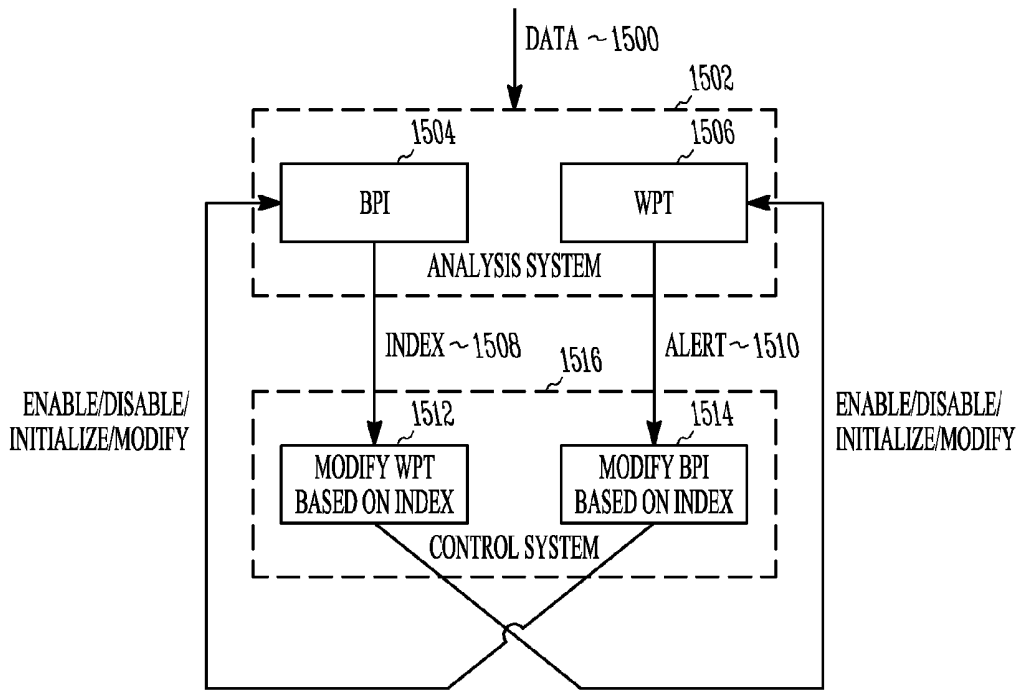 DATA ~1500
1502
1504
1506
BPI
WPT
ANALYSIS SYSTEM
INDEX~1508
ALERT~1510
1516
ENABLE/DISABLE/
INITIALIZE/MODIFY
ENABLE/DISABLE/
INITIALIZE/MODIFY
1512
1514
MODIFY WPT
BASED ON INDEX
MODIFY BPI
BASED ON INDEX
CONTROL SYSTEM